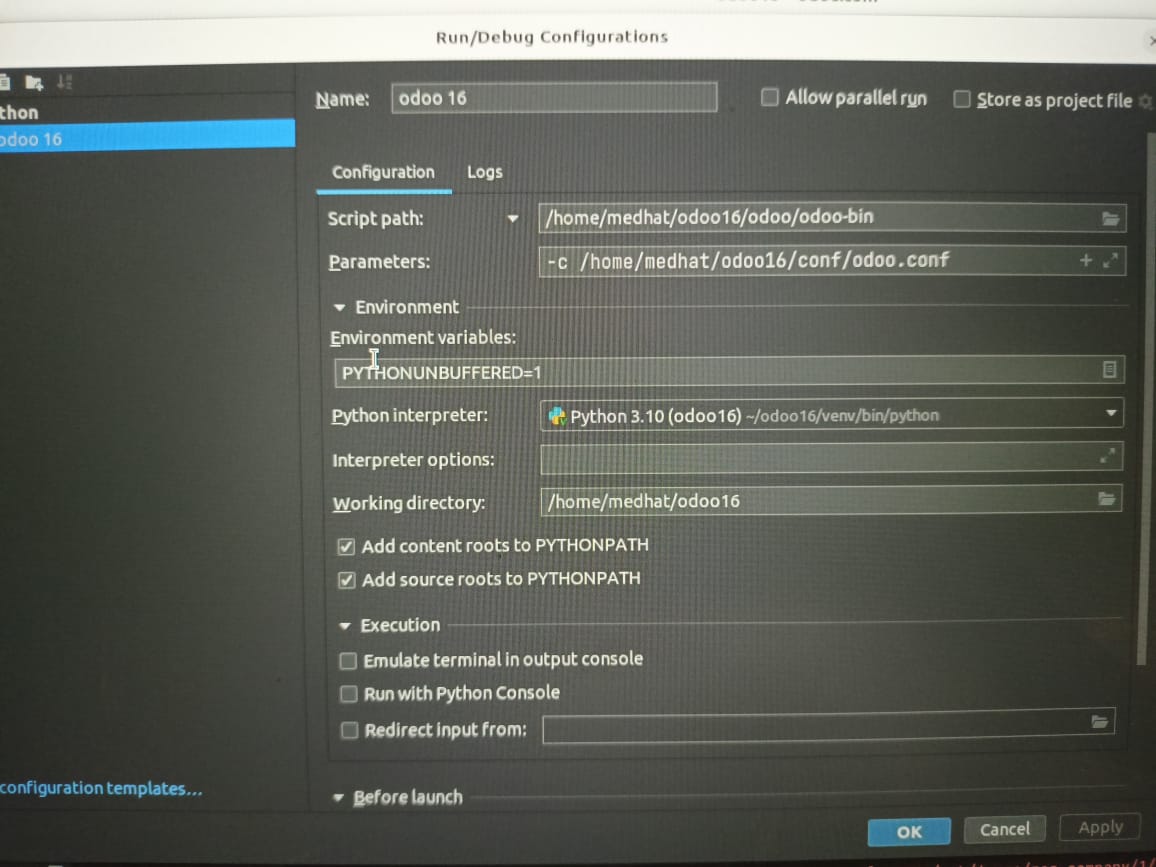 Run/Debug Configurations
thon
odoo 16
Name: odoo 16
Allow parallel run
Store as project file
Configuration
Logs
Script path: /home/medhat/odoo16/odoo/odoo-bin
Parameters: -c /home/medhat/odoo16/conf/odoo.conf
Environment
Environment variables:
PYTHONUNBUFFERED=1
Python interpreter: Python 3.10 (odoo16) ~/odoo16/venv/bin/python
Interpreter options:
Working directory: /home/medhat/odoo16
Add content roots to PYTHONPATH
Add source roots to PYTHONPATH
Execution
Emulate terminal in output console
Run with Python Console
Redirect input from:
configuration templates...
Before launch
OK
Cancel
Apply